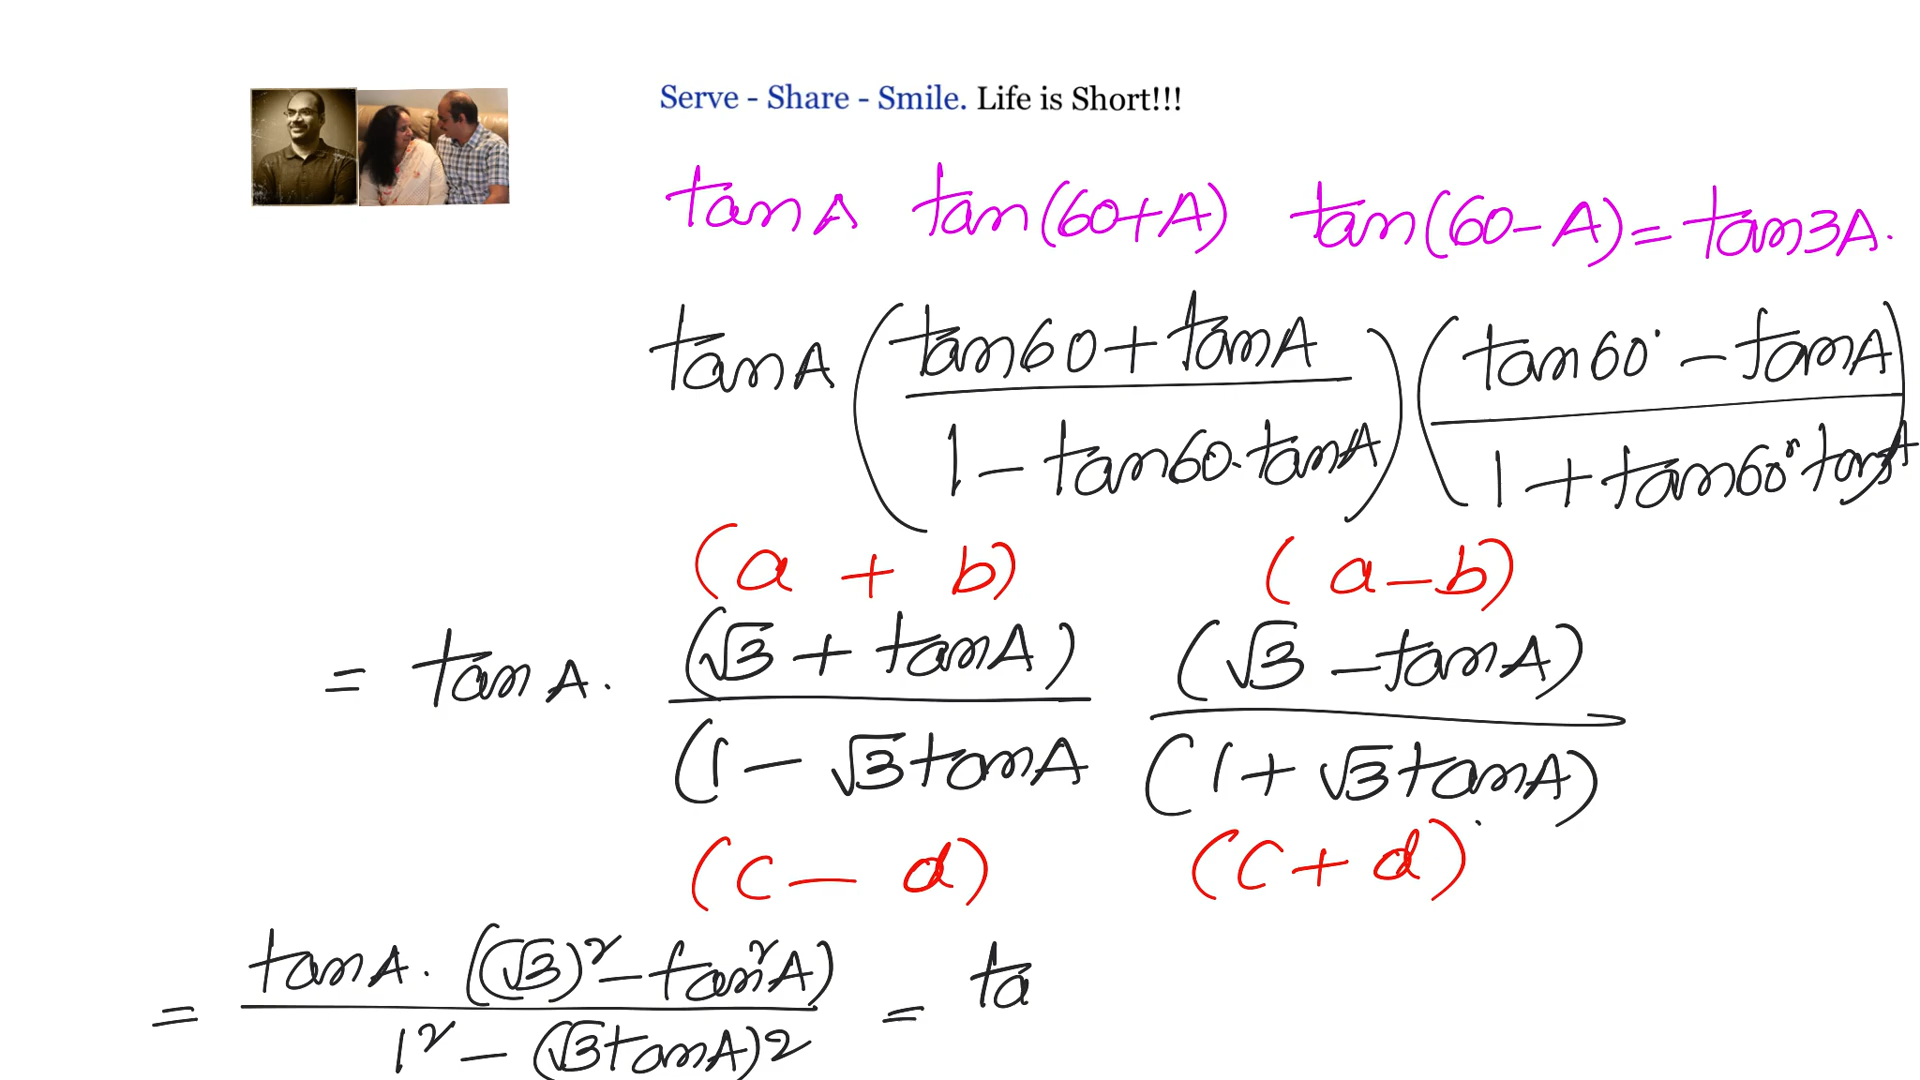 Serve - Share - Smile. Life is Short!!!
tanA tan(60+A) tan(60-A)=tan3A.
tanA ((tan60+tanA)/(1-tan60.tanA)) ((tan60°-tanA)/(1+tan60°tanA))
(a + b) (a-b)
= tanA. (√3+tanA)/(1-√3tanA (√3-tanA)/(1+√3tanA)
(c-d) (c+d)
= tanA.((√3)²-tan²A)/1²-(√3tanA)2 = ta